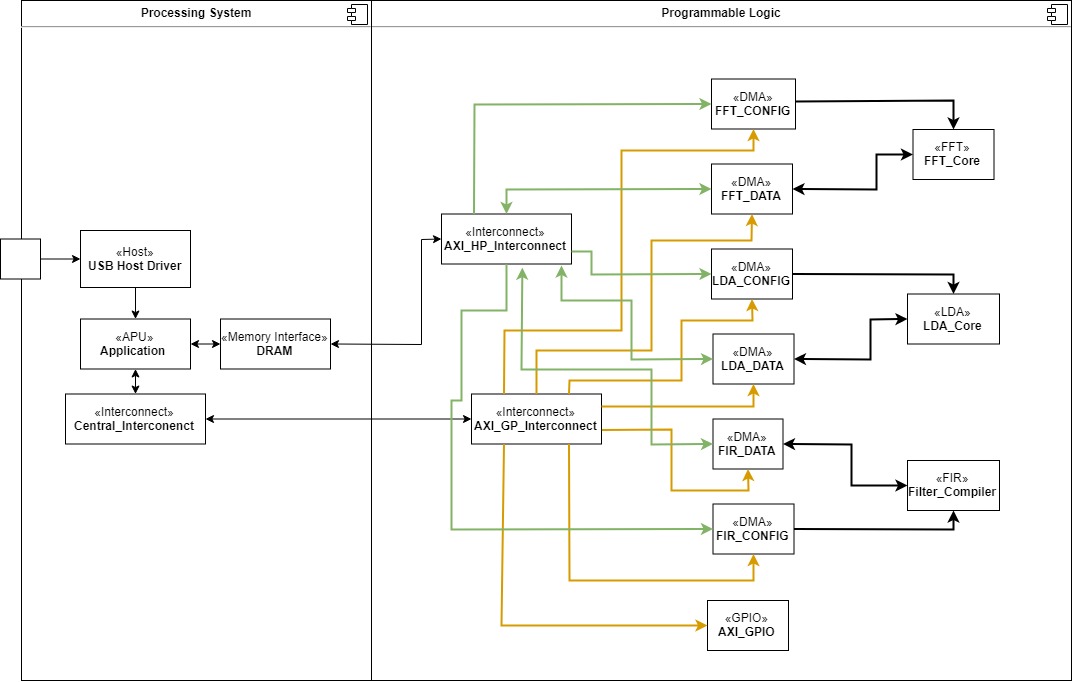 Processing System
Programmable Logic
«DMA»
FFT_CONFIG
«FFT»
FFT_Core
«DMA»
FFT_DATA
«Interconnect»
AXI_HP_Interconnect
«Host»
USB Host Driver
«DMA»
LDA_CONFIG
«LDA»
LDA_Core
«APU»
Application
«Memory Interface»
DRAM
«DMA»
LDA_DATA
«Interconnect»
Central_Interconenct
«Interconnect»
AXI_GP_Interconnect
«DMA»
FIR_DATA
«FIR»
Filter_Compiler
«DMA»
FIR_CONFIG
«GPIO»
AXI_GPIO